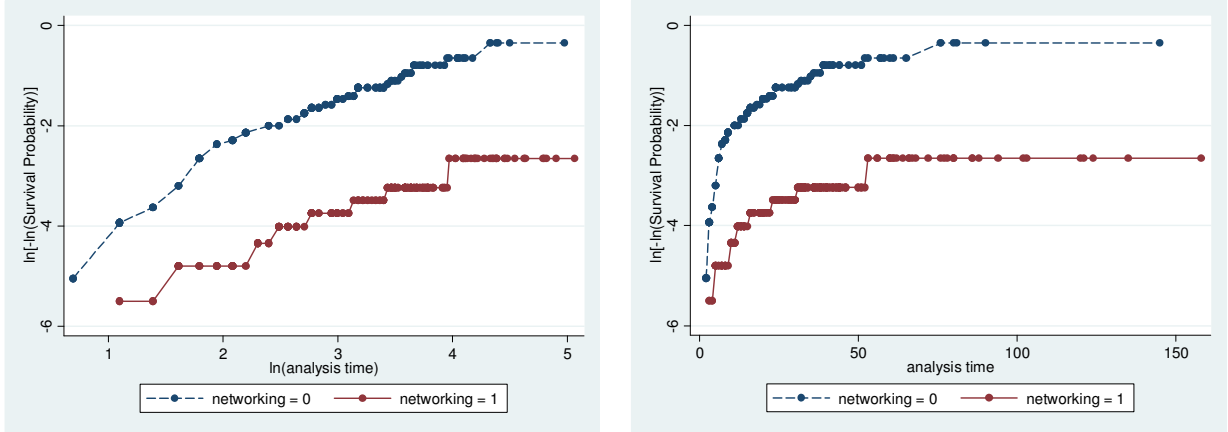 ln[-ln(Survival Probability)]
0
-2
-4
-6
1 2 3 4 5
ln(analysis time)
networking = 0 networking = 1
ln[-ln(Survival Probability)]
0
-2
-4
-6
0 50 100 150
analysis time
networking = 0 networking = 1